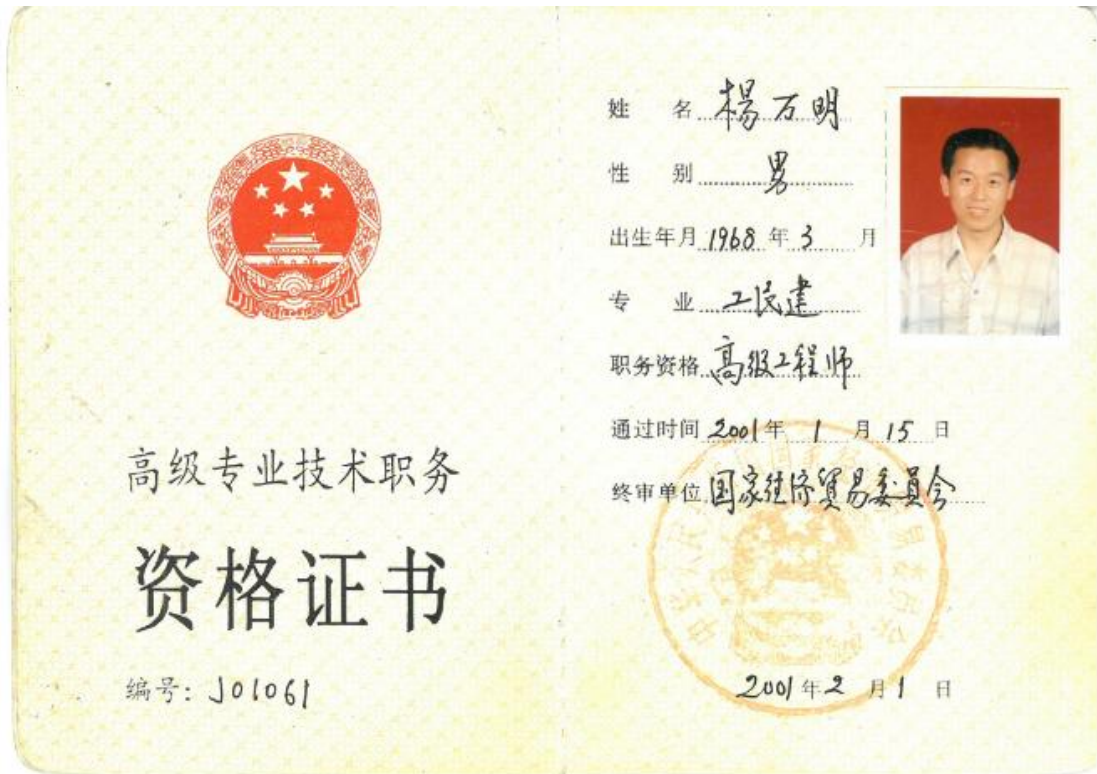 高级专业技术职务
资格证书
编号: J01061
姓 名 楊万明
性 别 男
出生年月 1968 年 3 月
专 业 工民建
职务资格 高级工程师
通过时间 2001 年 1 月 15 日
终审单位 国家经济贸易委员会
2001 年 2 月 1 日